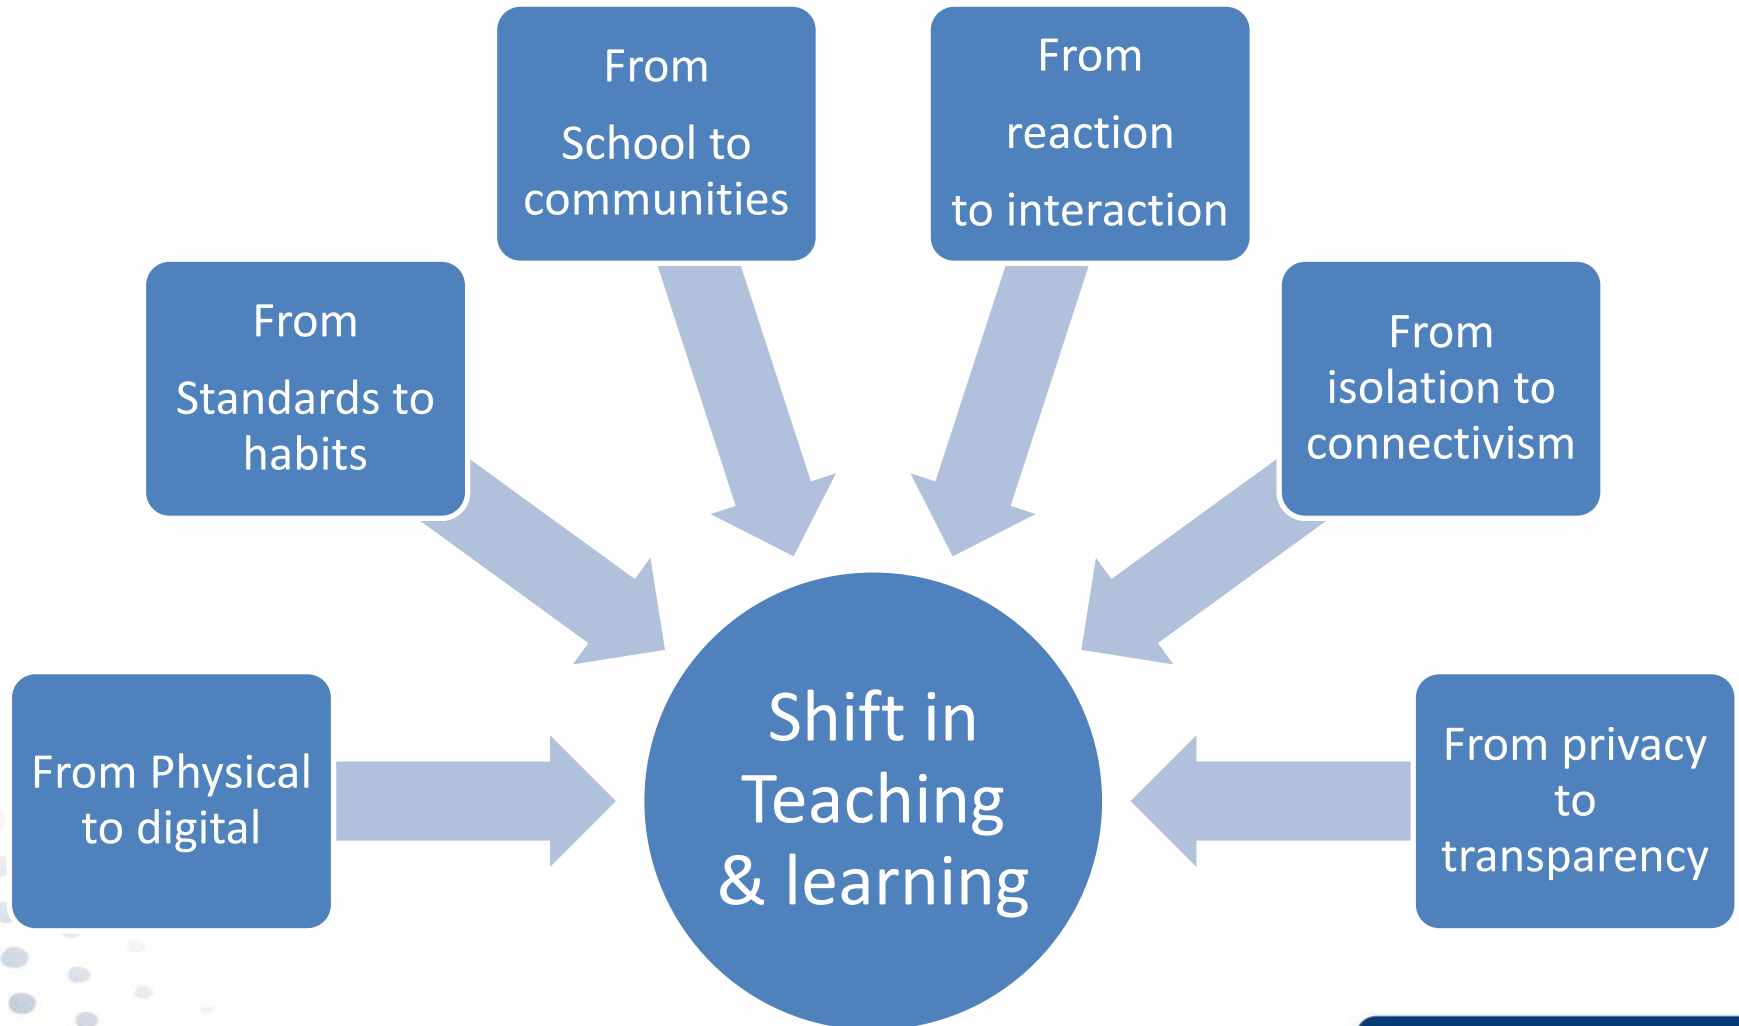 From
School to
communities
From
reaction
to interaction
From
Standards to
habits
From
isolation to
connectivism
From Physical
to digital
Shift in
Teaching
& learning
From privacy
to
transparency